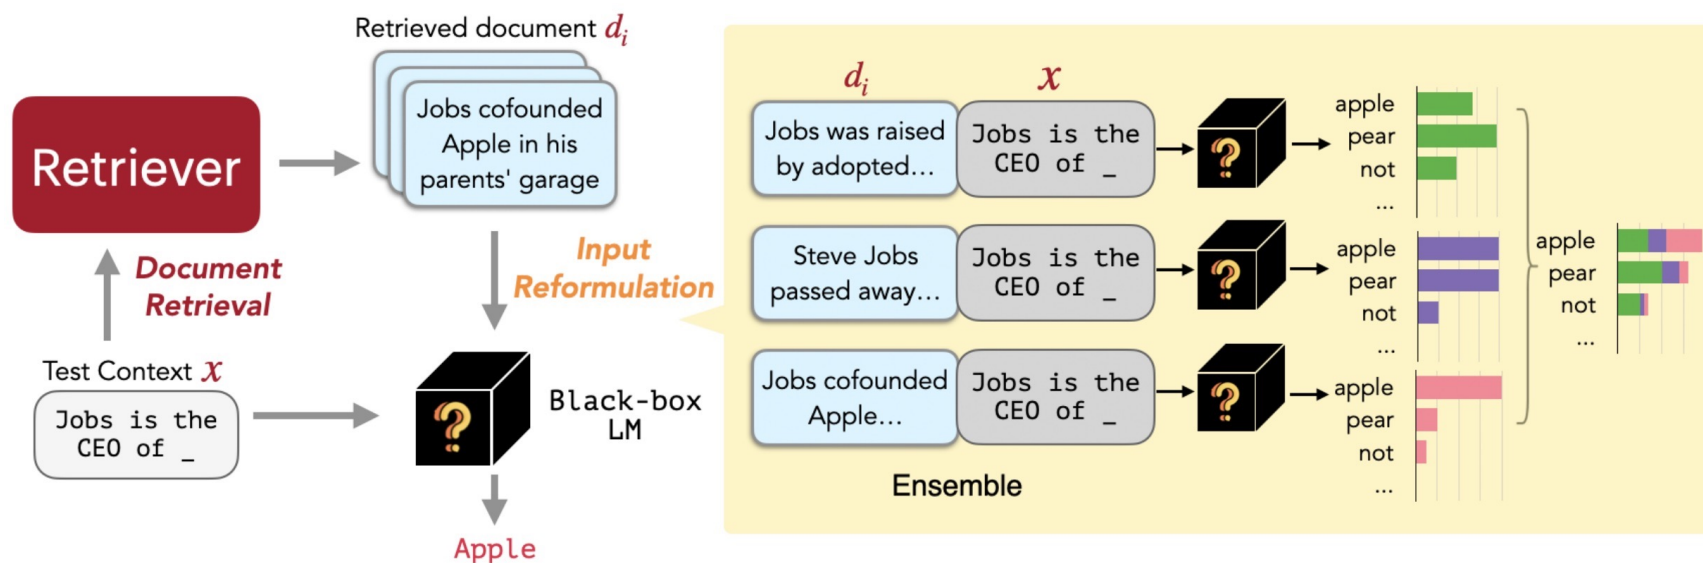 Retrieved document di
Jobs cofounded
Apple in his
parents' garage
Retriever
Document
Retrieval
Input
Reformulation
Test Context x
Jobs is the
CEO of _
?
Black-box
LM
Apple
di
x
Jobs was raised
by adopted...
Jobs is the
CEO of _
?
apple
pear
not
...
Steve Jobs
passed away...
Jobs is the
CEO of _
?
apple
pear
not
...
Jobs cofounded
Apple...
Jobs is the
CEO of _
?
apple
pear
not
...
apple
pear
not
...
Ensemble